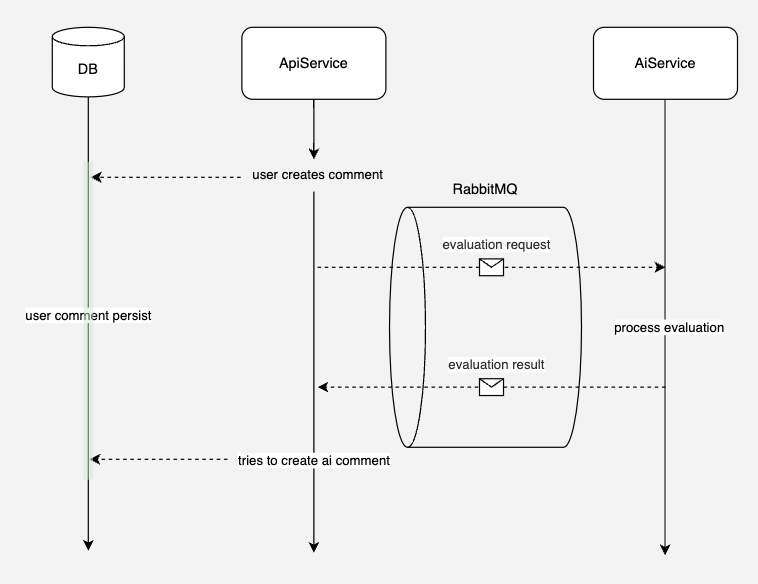 DB
ApiService
AiService
user creates comment
RabbitMQ
evaluation request
user comment persist
process evaluation
evaluation result
tries to create ai comment